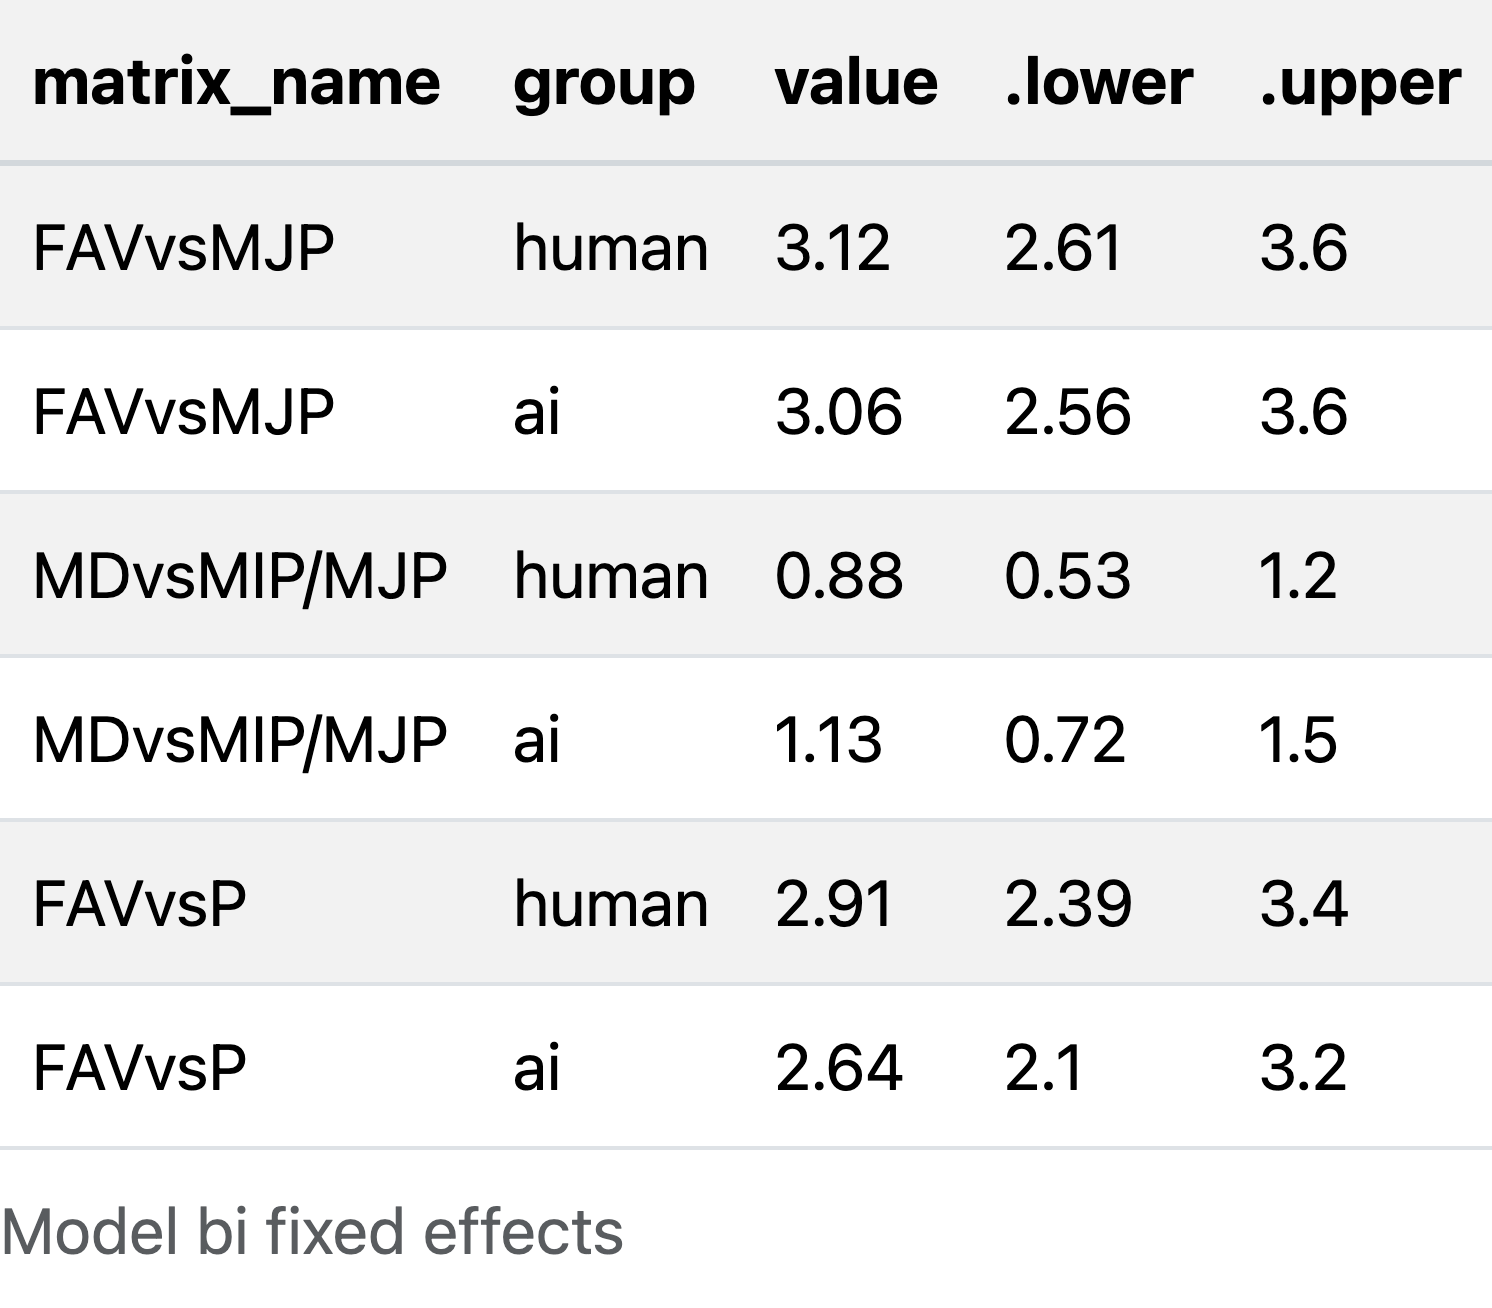 matrix_name group value .lower .upper
FAVvsMJP human 3.12 2.61 3.6
FAVvsMJP ai 3.06 2.56 3.6
MDvsMIP/MJP human 0.88 0.53 1.2
MDvsMIP/MJP ai 1.13 0.72 1.5
FAVvsP human 2.91 2.39 3.4
FAVvsP ai 2.64 2.1 3.2
Model bi fixed effects